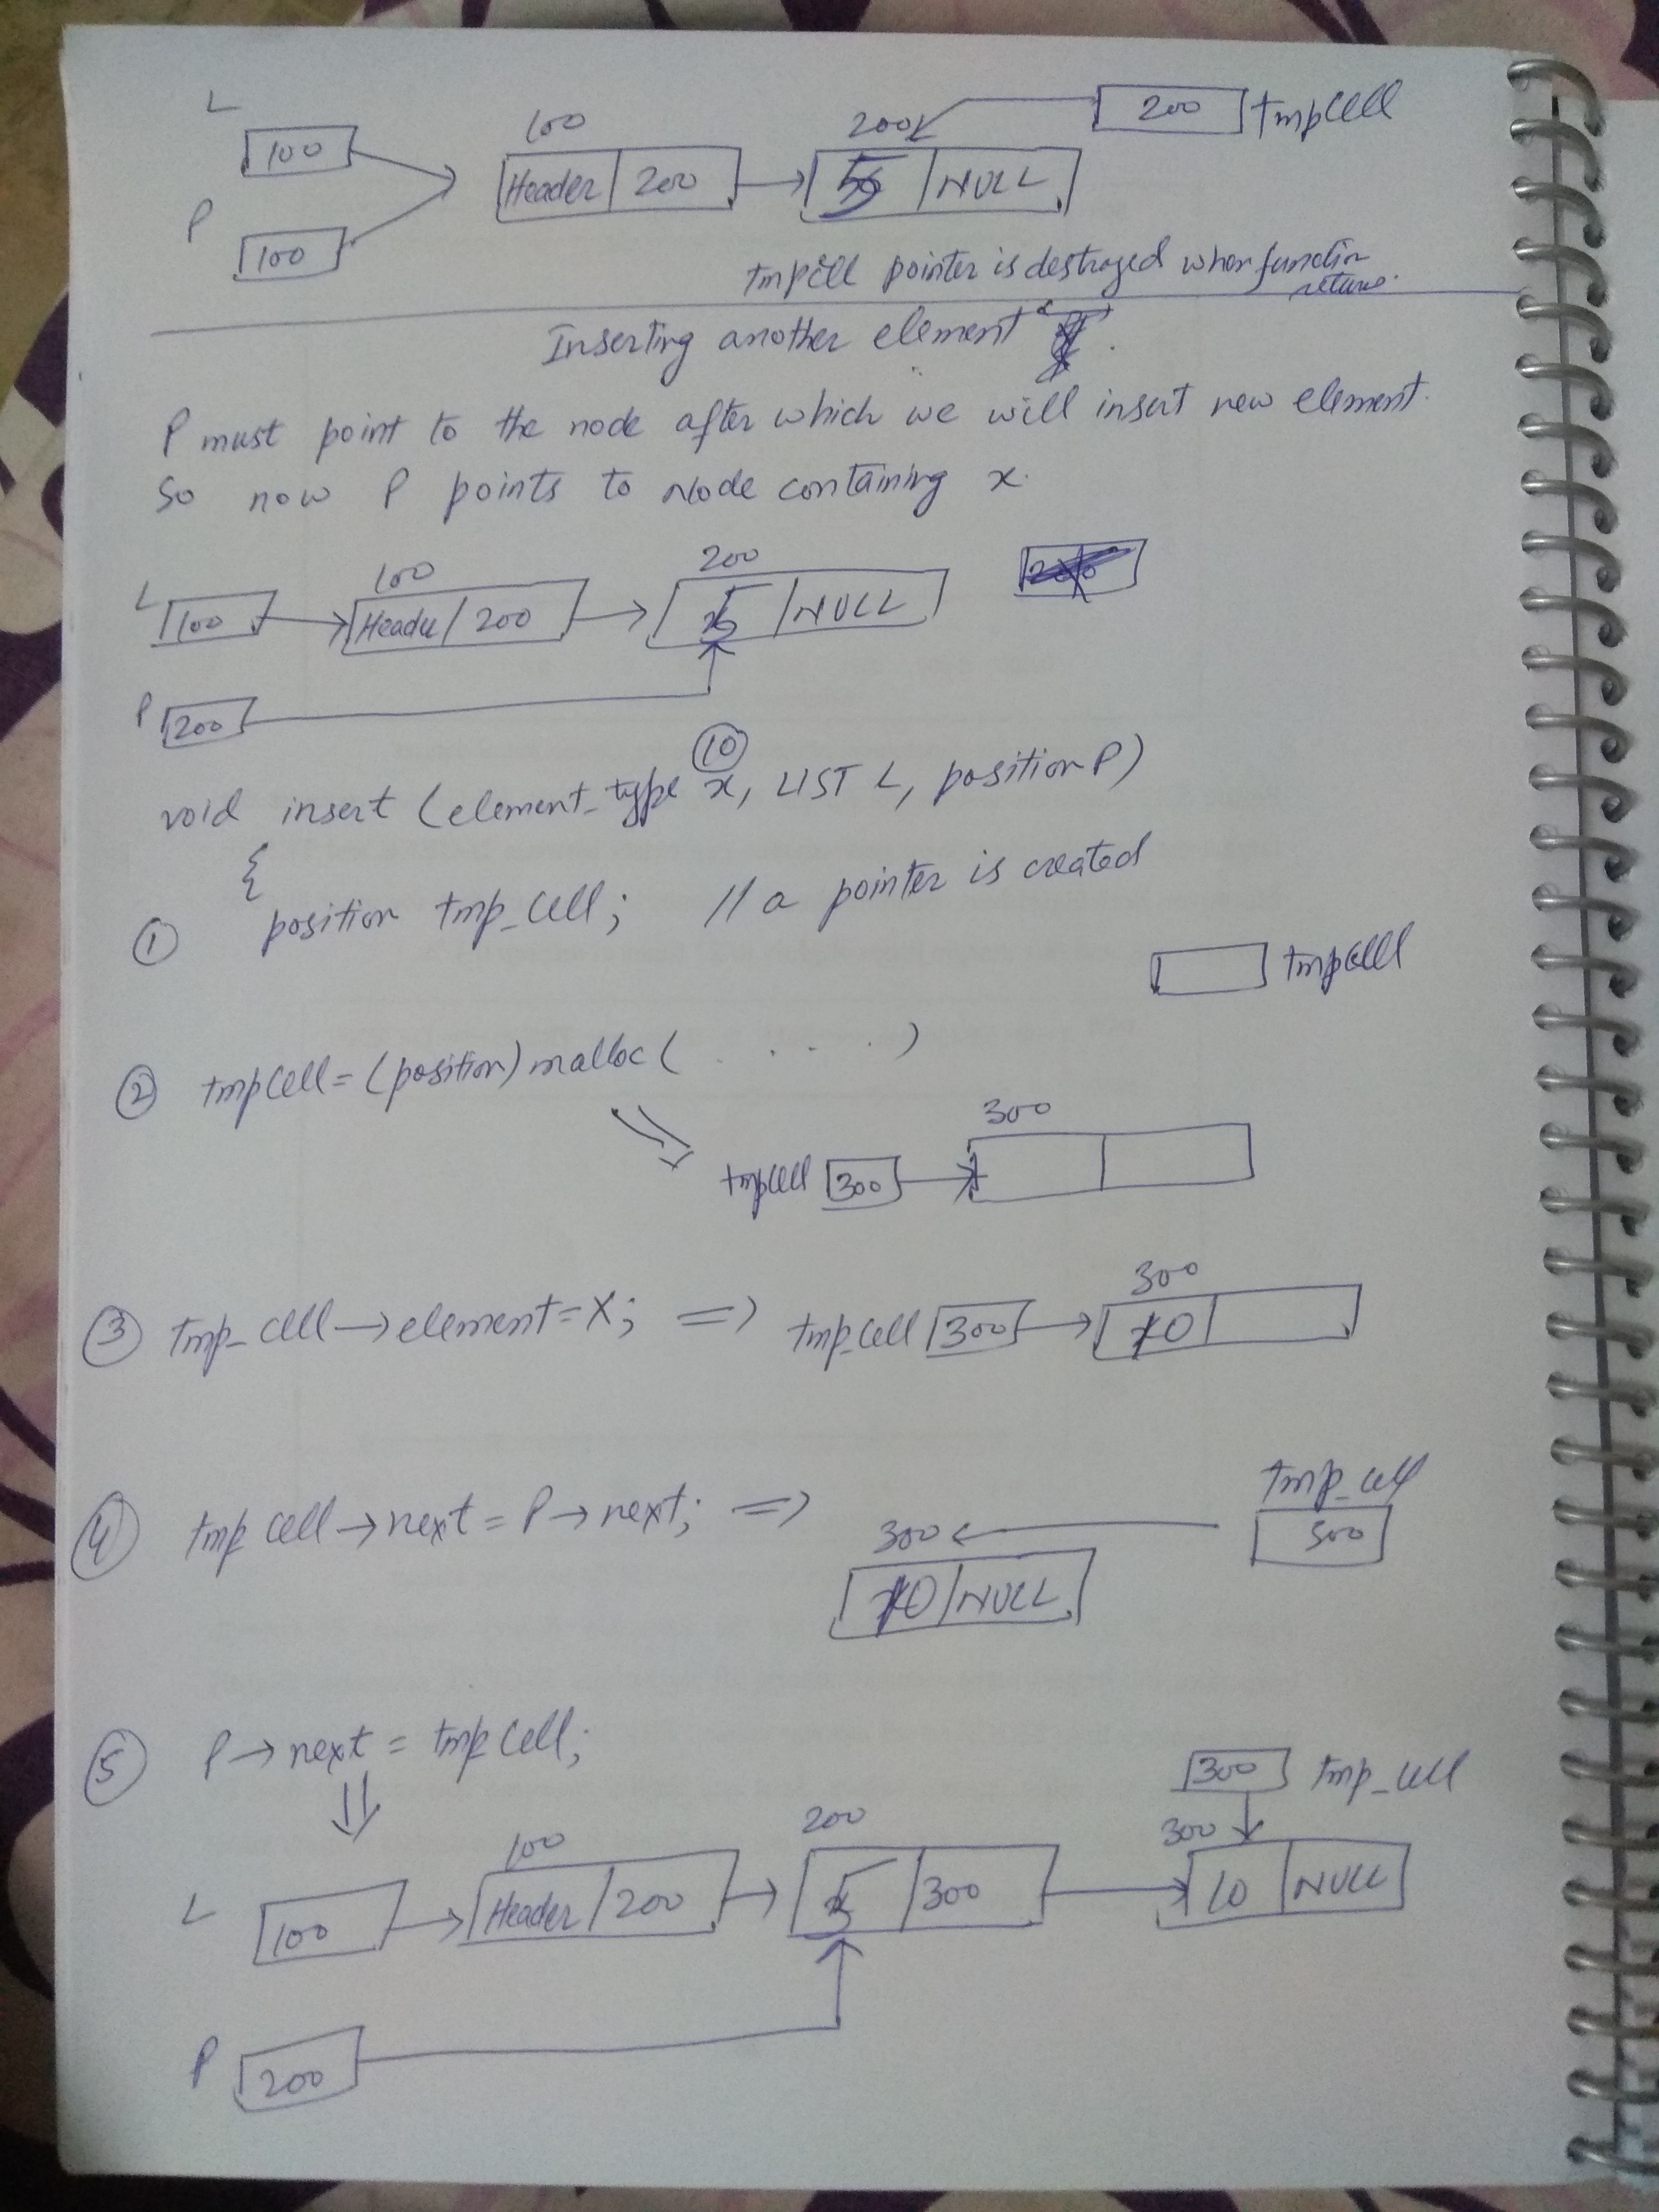 L
100
P
100
100
Header 200
200
5 NULL
200 tmpcell
tmpcell pointer is destroyed when function
returns.
Inserting another element
P must point to the node after which we will insert new element.
So now P points to Node containing x.
L 100
100
Header 200
200
5 NULL
P 200
10
void insert (element_type x, LIST L, position P)
{
① position tmp_cell; // a pointer is created
tmpcell
② tmpcell = (position) malloc ( . . . . )
300
tmpcell 300
③ tmp_cell → element = X; => tmp_cell 300
300
10
④ tmpcell → next = P → next; =>
tmp_cell
300
300
10 NULL
⑤ P → next = tmpcell;
300 tmp_cell
L 100
100
Header 200
200
5 300
300
10 NULL
P 200